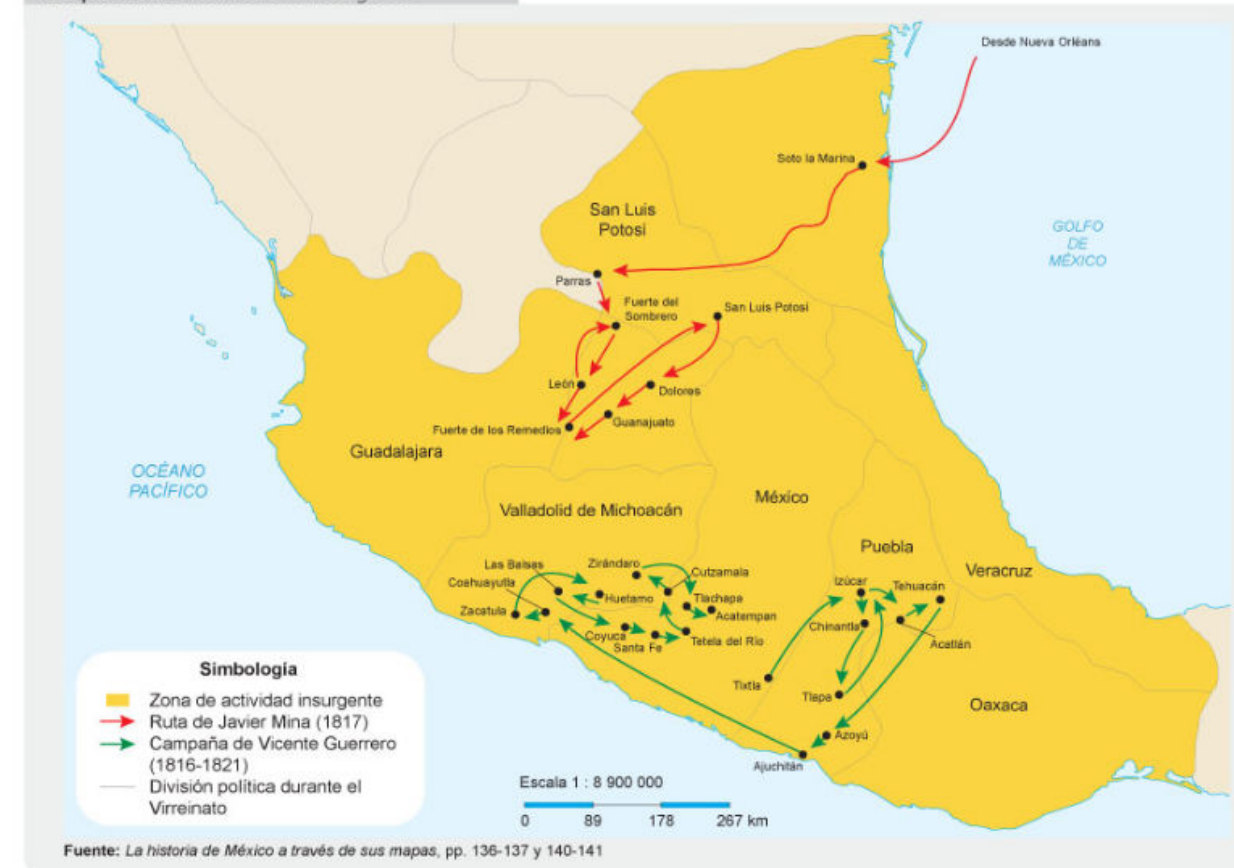 Desde Nueva Orléans
Soto la Marina
San Luis
Potosí
GOLFO
DE
MÉXICO
Parras
Fuerte del
Sombrero
San Luis Potosí
León
Dolores
Guanajuato
Fuerte de los Remedios
Guadalajara
OCÉANO
PACÍFICO
México
Valladolid de Michoacán
Puebla
Veracruz
Las Balsas
Zirándaro
Cutzamala
Izúcar
Tehuacán
Coahuayutla
Huetamo
Tlachapa
Zacatula
Acatempan
Coyuca
Santa Fe
Tetela del Río
Chinantla
Acatlán
Tixtla
Tlapa
Oaxaca
Azoyú
Ajuchitán
Simbología
Zona de actividad insurgente
Ruta de Javier Mina (1817)
Campaña de Vicente Guerrero
(1816-1821)
División política durante el
Virreinato
Escala 1 : 8 900 000
0 89 178 267 km
Fuente: La historia de México a través de sus mapas, pp. 136-137 y 140-141